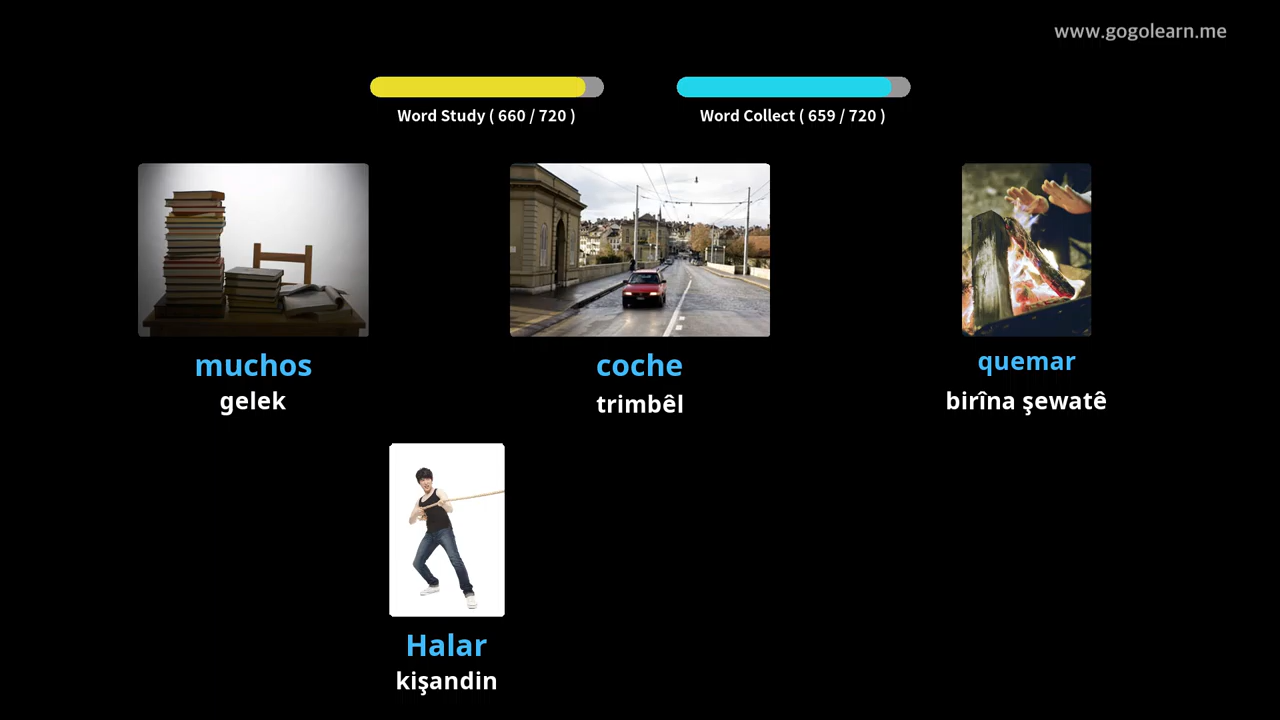 www.gogolearn.me
Word Study ( 660 / 720 )
Word Collect ( 659 / 720 )
muchos
gelek
coche
trimbêl
quemar
birîna şewatê
Halar
kişandin